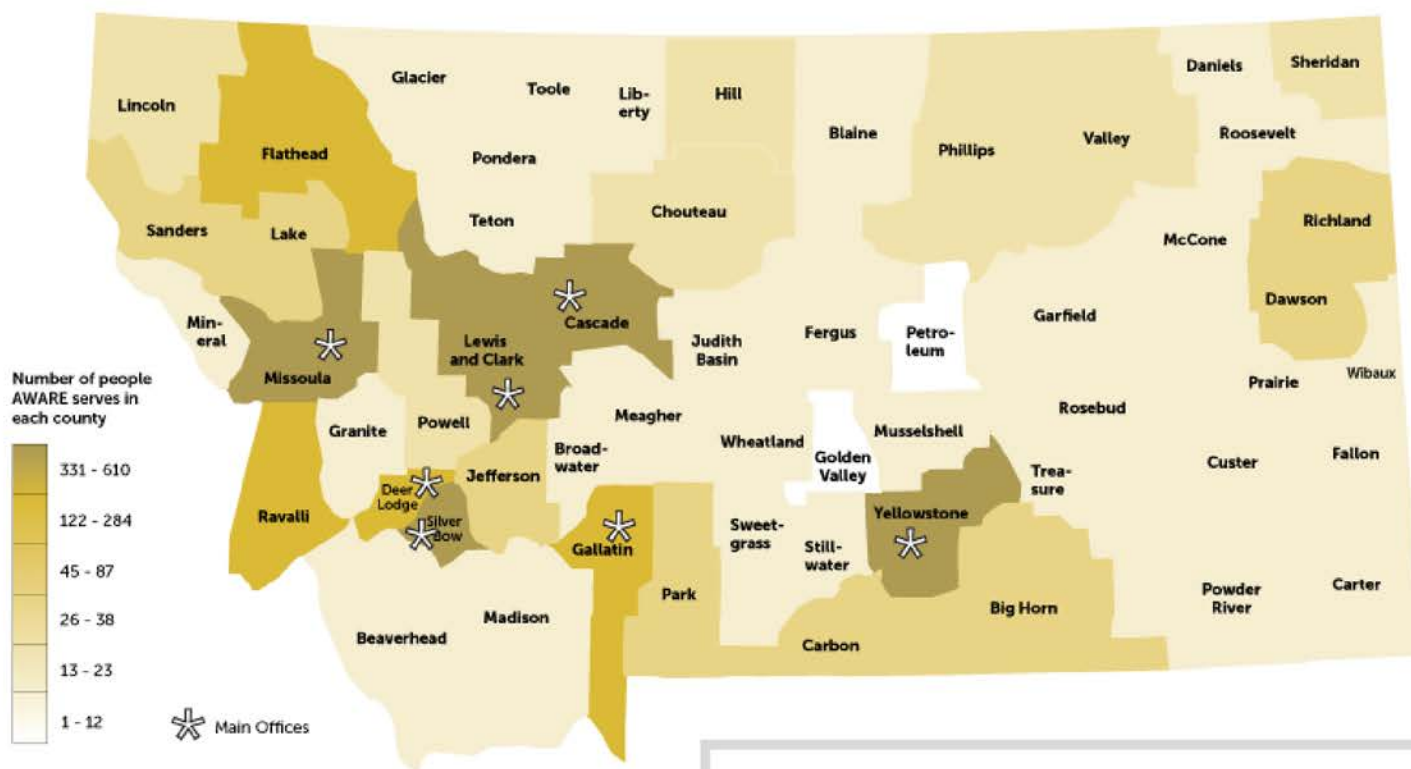 Glacier
Toole
Lib-
erty
Hill
Blaine
Daniels
Sheridan
Lincoln
Flathead
Pondera
Phillips
Valley
Roosevelt
Sanders
Lake
Teton
Chouteau
McCone
Richland
Min-
eral
Missoula
Lewis
and Clark
Cascade
Judith
Basin
Fergus
Petro-
leum
Garfield
Dawson
Prairie
Wibaux
Number of people
AWARE serves in
each county
331 - 610
122 - 284
45 - 87
26 - 38
13 - 23
1 - 12
Main Offices
Granite
Powell
Meagher
Wheatland
Musselshell
Rosebud
Broad-
water
Jefferson
Golden
Valley
Trea-
sure
Custer
Fallon
Ravalli
Deer
Lodge
Silver
Bow
Gallatin
Sweet-
grass
Still-
water
Yellowstone
Park
Big Horn
Powder
River
Carter
Beaverhead
Madison
Carbon